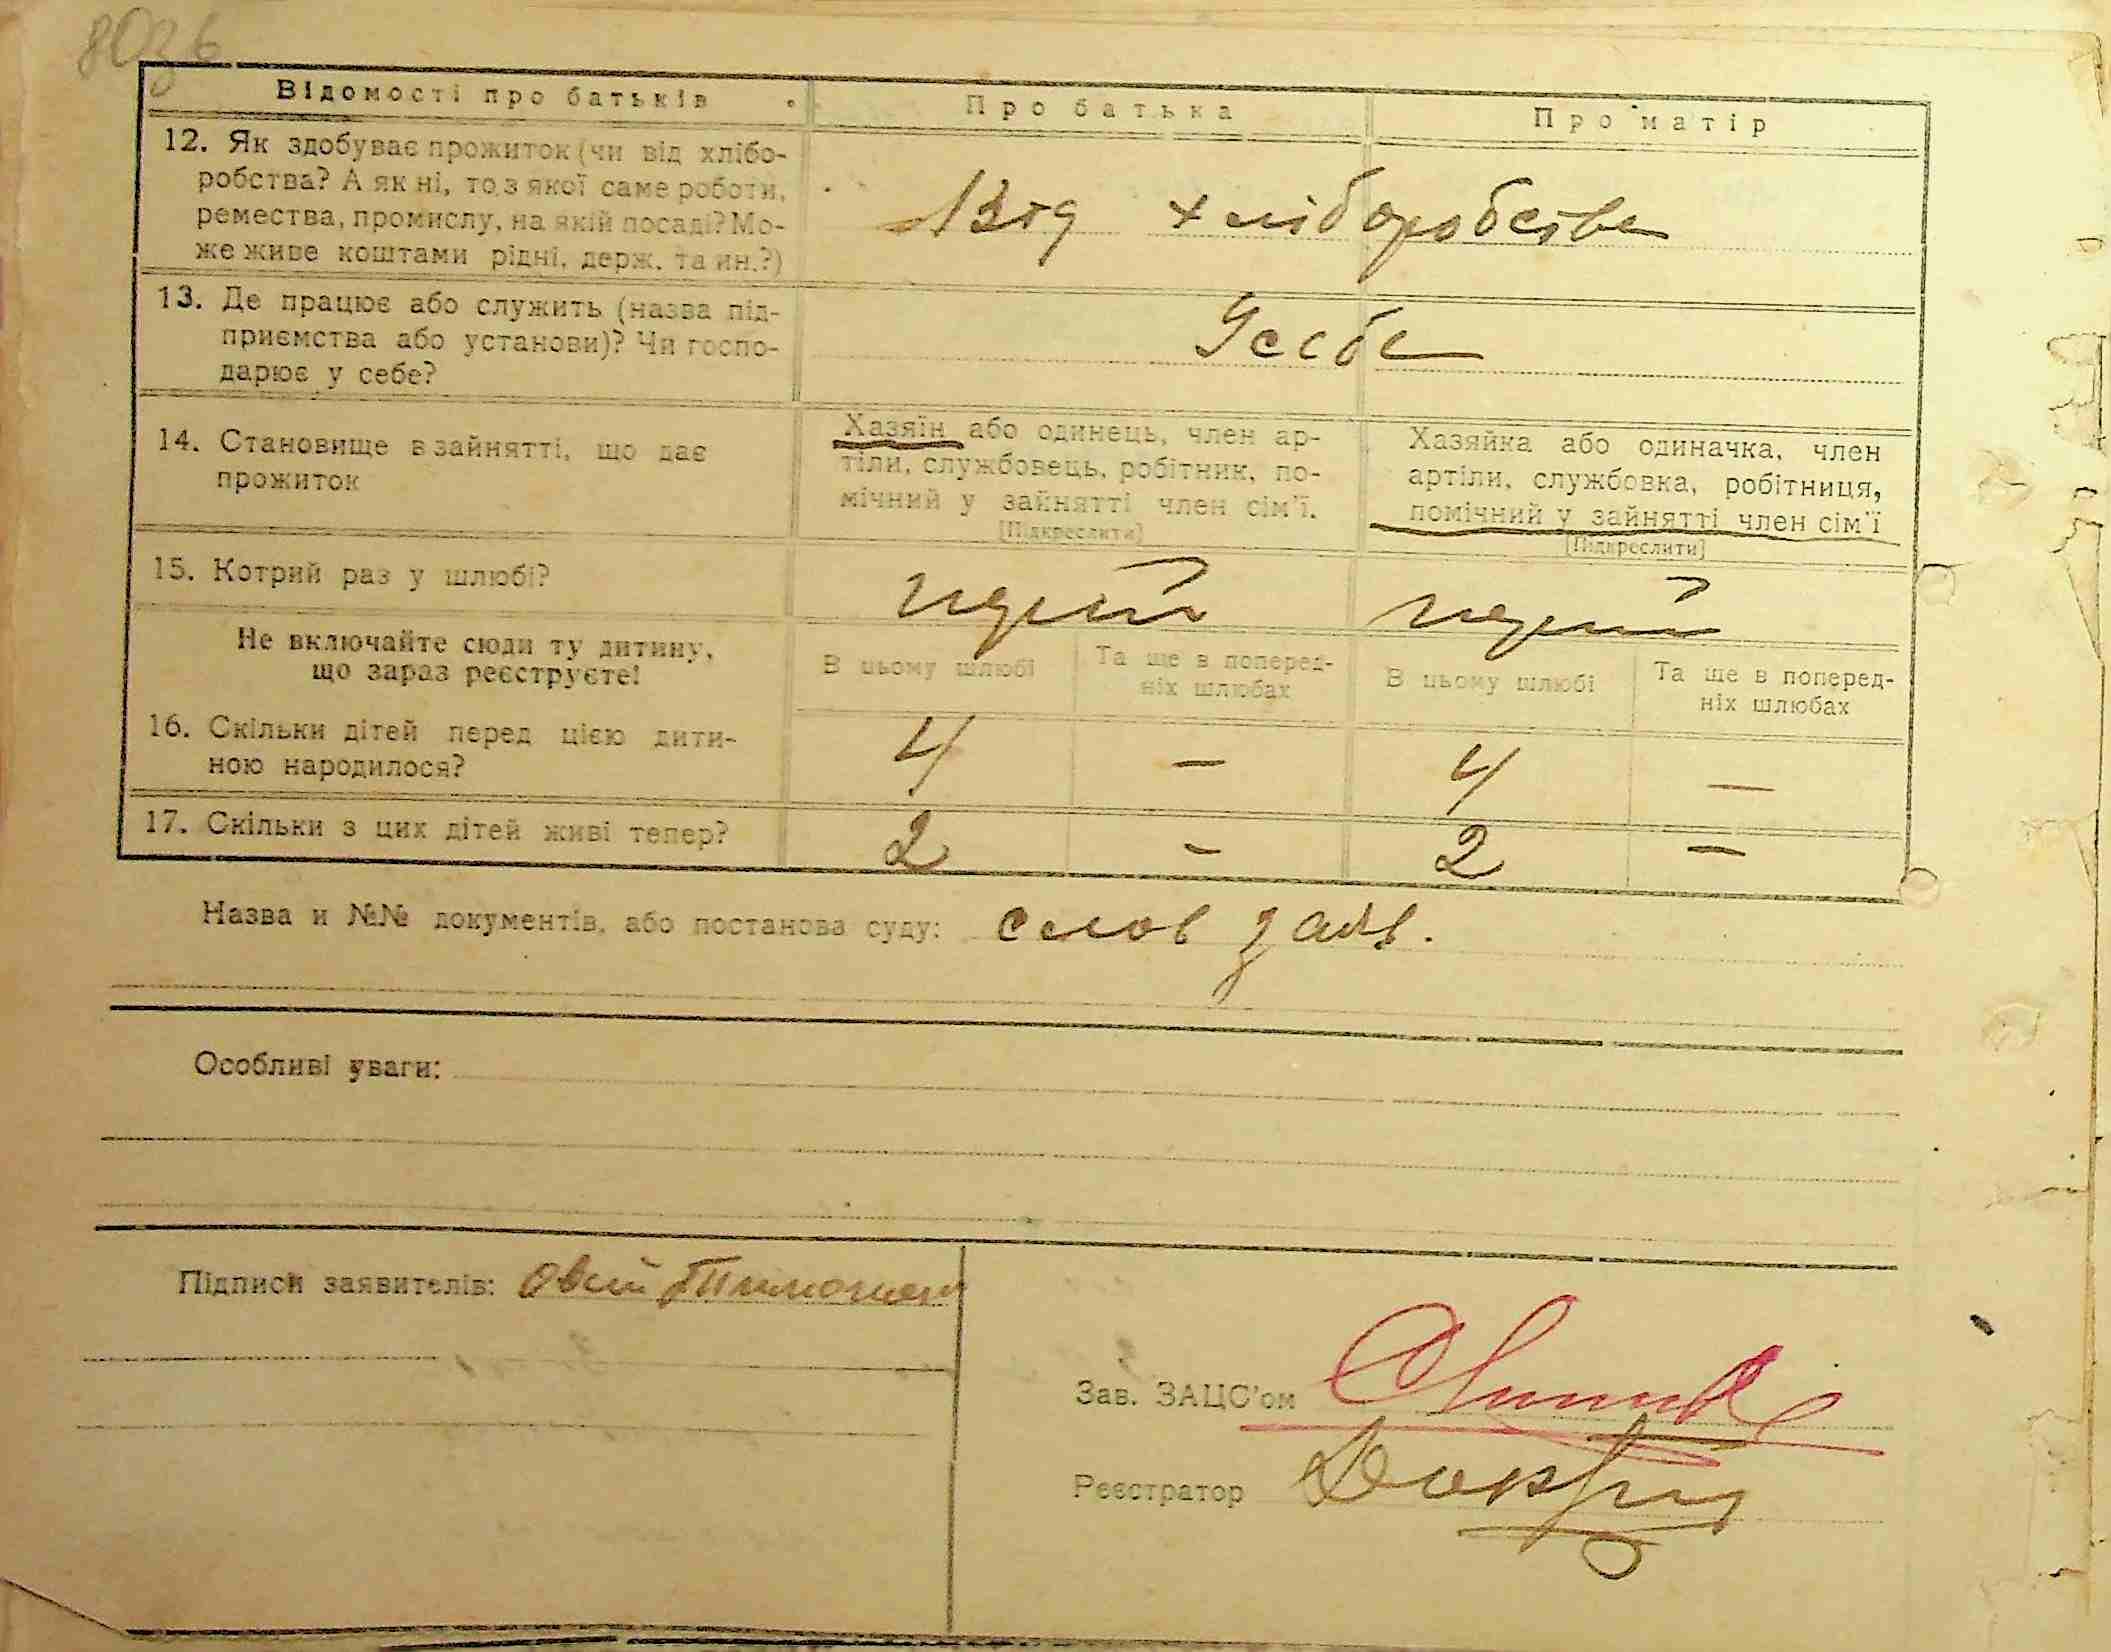 80зв
Відомості про батьків
Про батька
Про матір
12. Як здобуває прожиток (чи від хлібо-
робства? А як ні, то з якої саме роботи,
ремества, промислу, на якій посаді? Мо-
же живе коштами рідні, держ. та ин.?)
Від хліборобства
13. Де працює або служить (назва під-
приємства або установи)? Чи госпо-
дарює у себе?
У себе
14. Становище в зайнятті, що дає
прожиток
Хазяїн або одинець, член ар-
тіли, службовець, робітник, по-
мічний у зайнятті член сім'ї.
[Підкреслити]
Хазяйка або одиначка, член
артіли, службовка, робітниця,
помічний у зайнятті член сім'ї
[Підкреслити]
15. Котрий раз у шлюбі?
перший перший
Не включайте сюди ту дитину,
що зараз реєструєте!
В цьому шлюбі
Та ще в поперед-
ніх шлюбах
В цьому шлюбі
Та ще в поперед-
ніх шлюбах
16. Скільки дітей перед цією дити-
ною народилося?
4 – 4 –
17. Скільки з цих дітей живі тепер?
2 – 2 –
Назва и №№ документів, або постанова суду: слов заяв.
Особливі уваги:
Підписи заявителів:
Зав. ЗАЦС'ом
Реєстратор